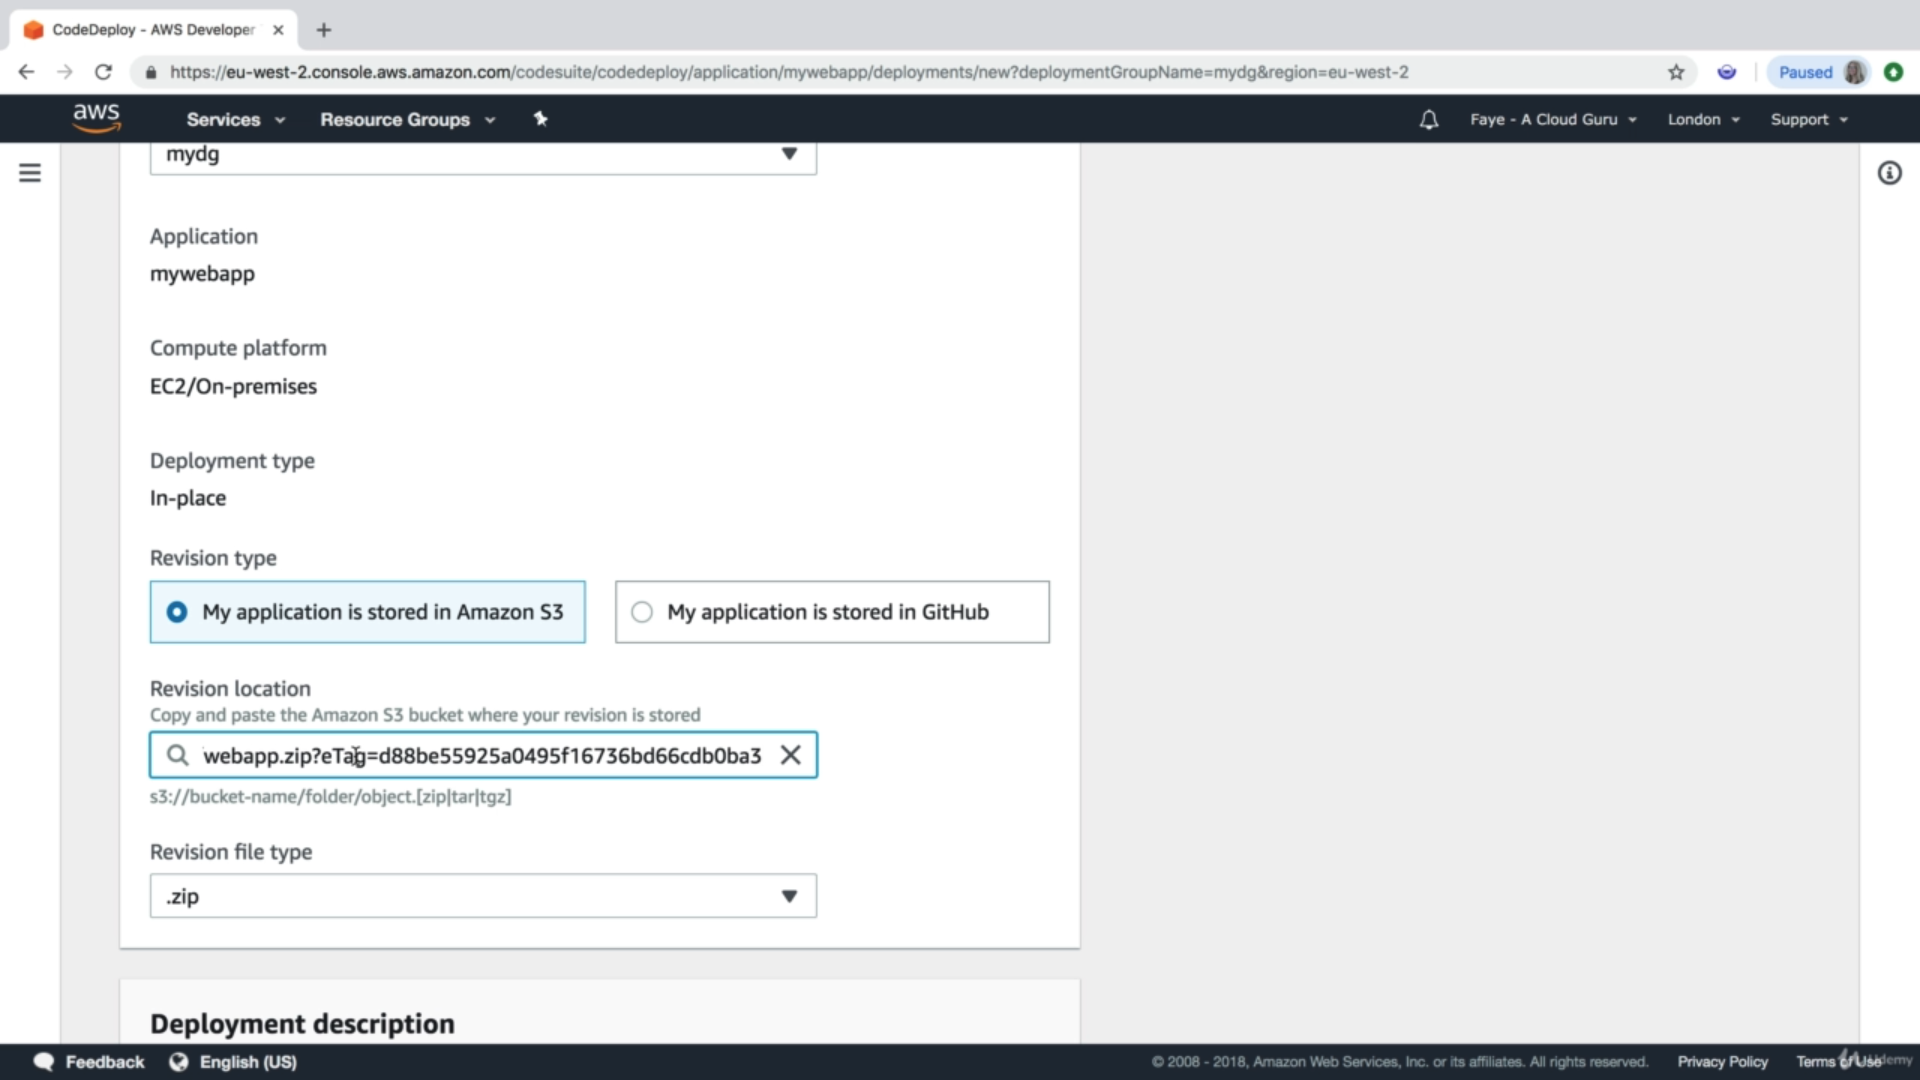 CodeDeploy - AWS Developer
https://eu-west-2.console.aws.amazon.com/codesuite/codedeploy/application/mywebapp/deployments/new?deploymentGroupName=mydg&region=eu-west-2
Paused
aws
Services
Resource Groups
Faye - A Cloud Guru
London
Support
mydg
Application
mywebapp
Compute platform
EC2/On-premises
Deployment type
In-place
Revision type
My application is stored in Amazon S3
My application is stored in GitHub
Revision location
Copy and paste the Amazon S3 bucket where your revision is stored
webapp.zip?eTag=d88be55925a0495f16736bd66cdb0ba3
s3://bucket-name/folder/object.[zip|tar|tgz]
Revision file type
.zip
Deployment description
Feedback
English (US)
© 2008 - 2018, Amazon Web Services, Inc. or its affiliates. All rights reserved.
Privacy Policy
Terms of Use